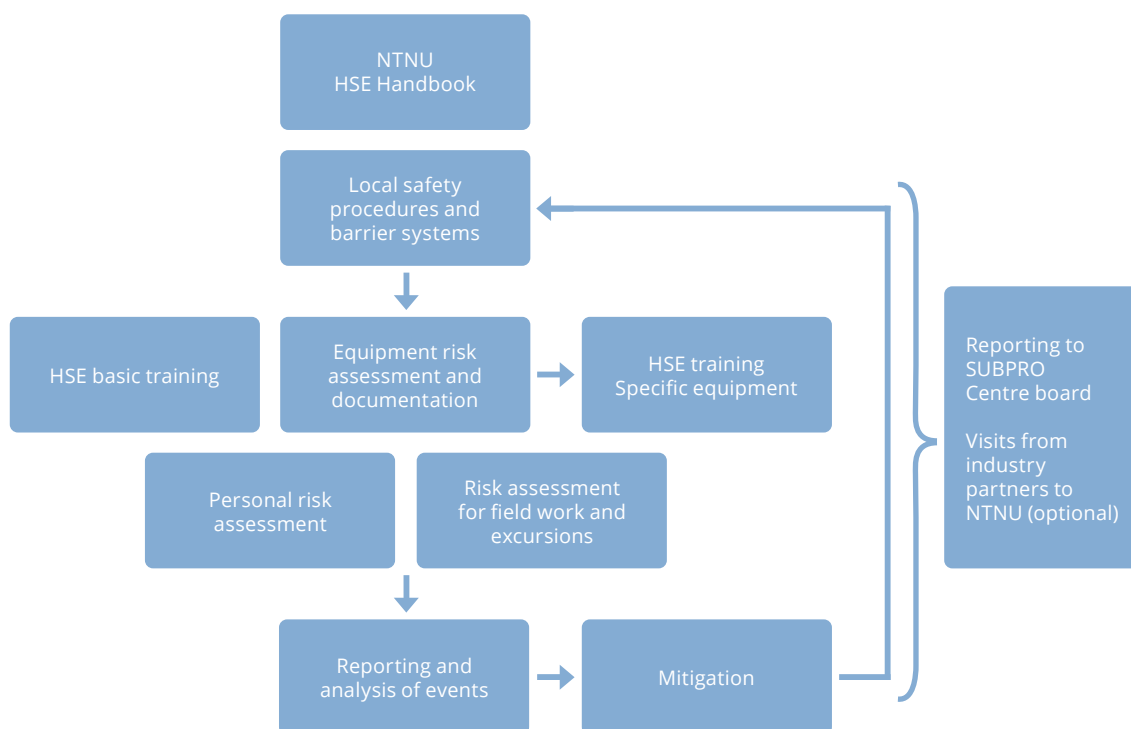 NTNU
HSE Handbook
Local safety
procedures and
barrier systems
HSE basic training
Equipment risk
assessment and
documentation
HSE training
Specific equipment
Personal risk
assessment
Risk assessment
for field work and
excursions
Reporting and
analysis of events
Mitigation
Reporting to
SUBPRO
Centre board
Visits from
industry
partners to
NTNU (optional)